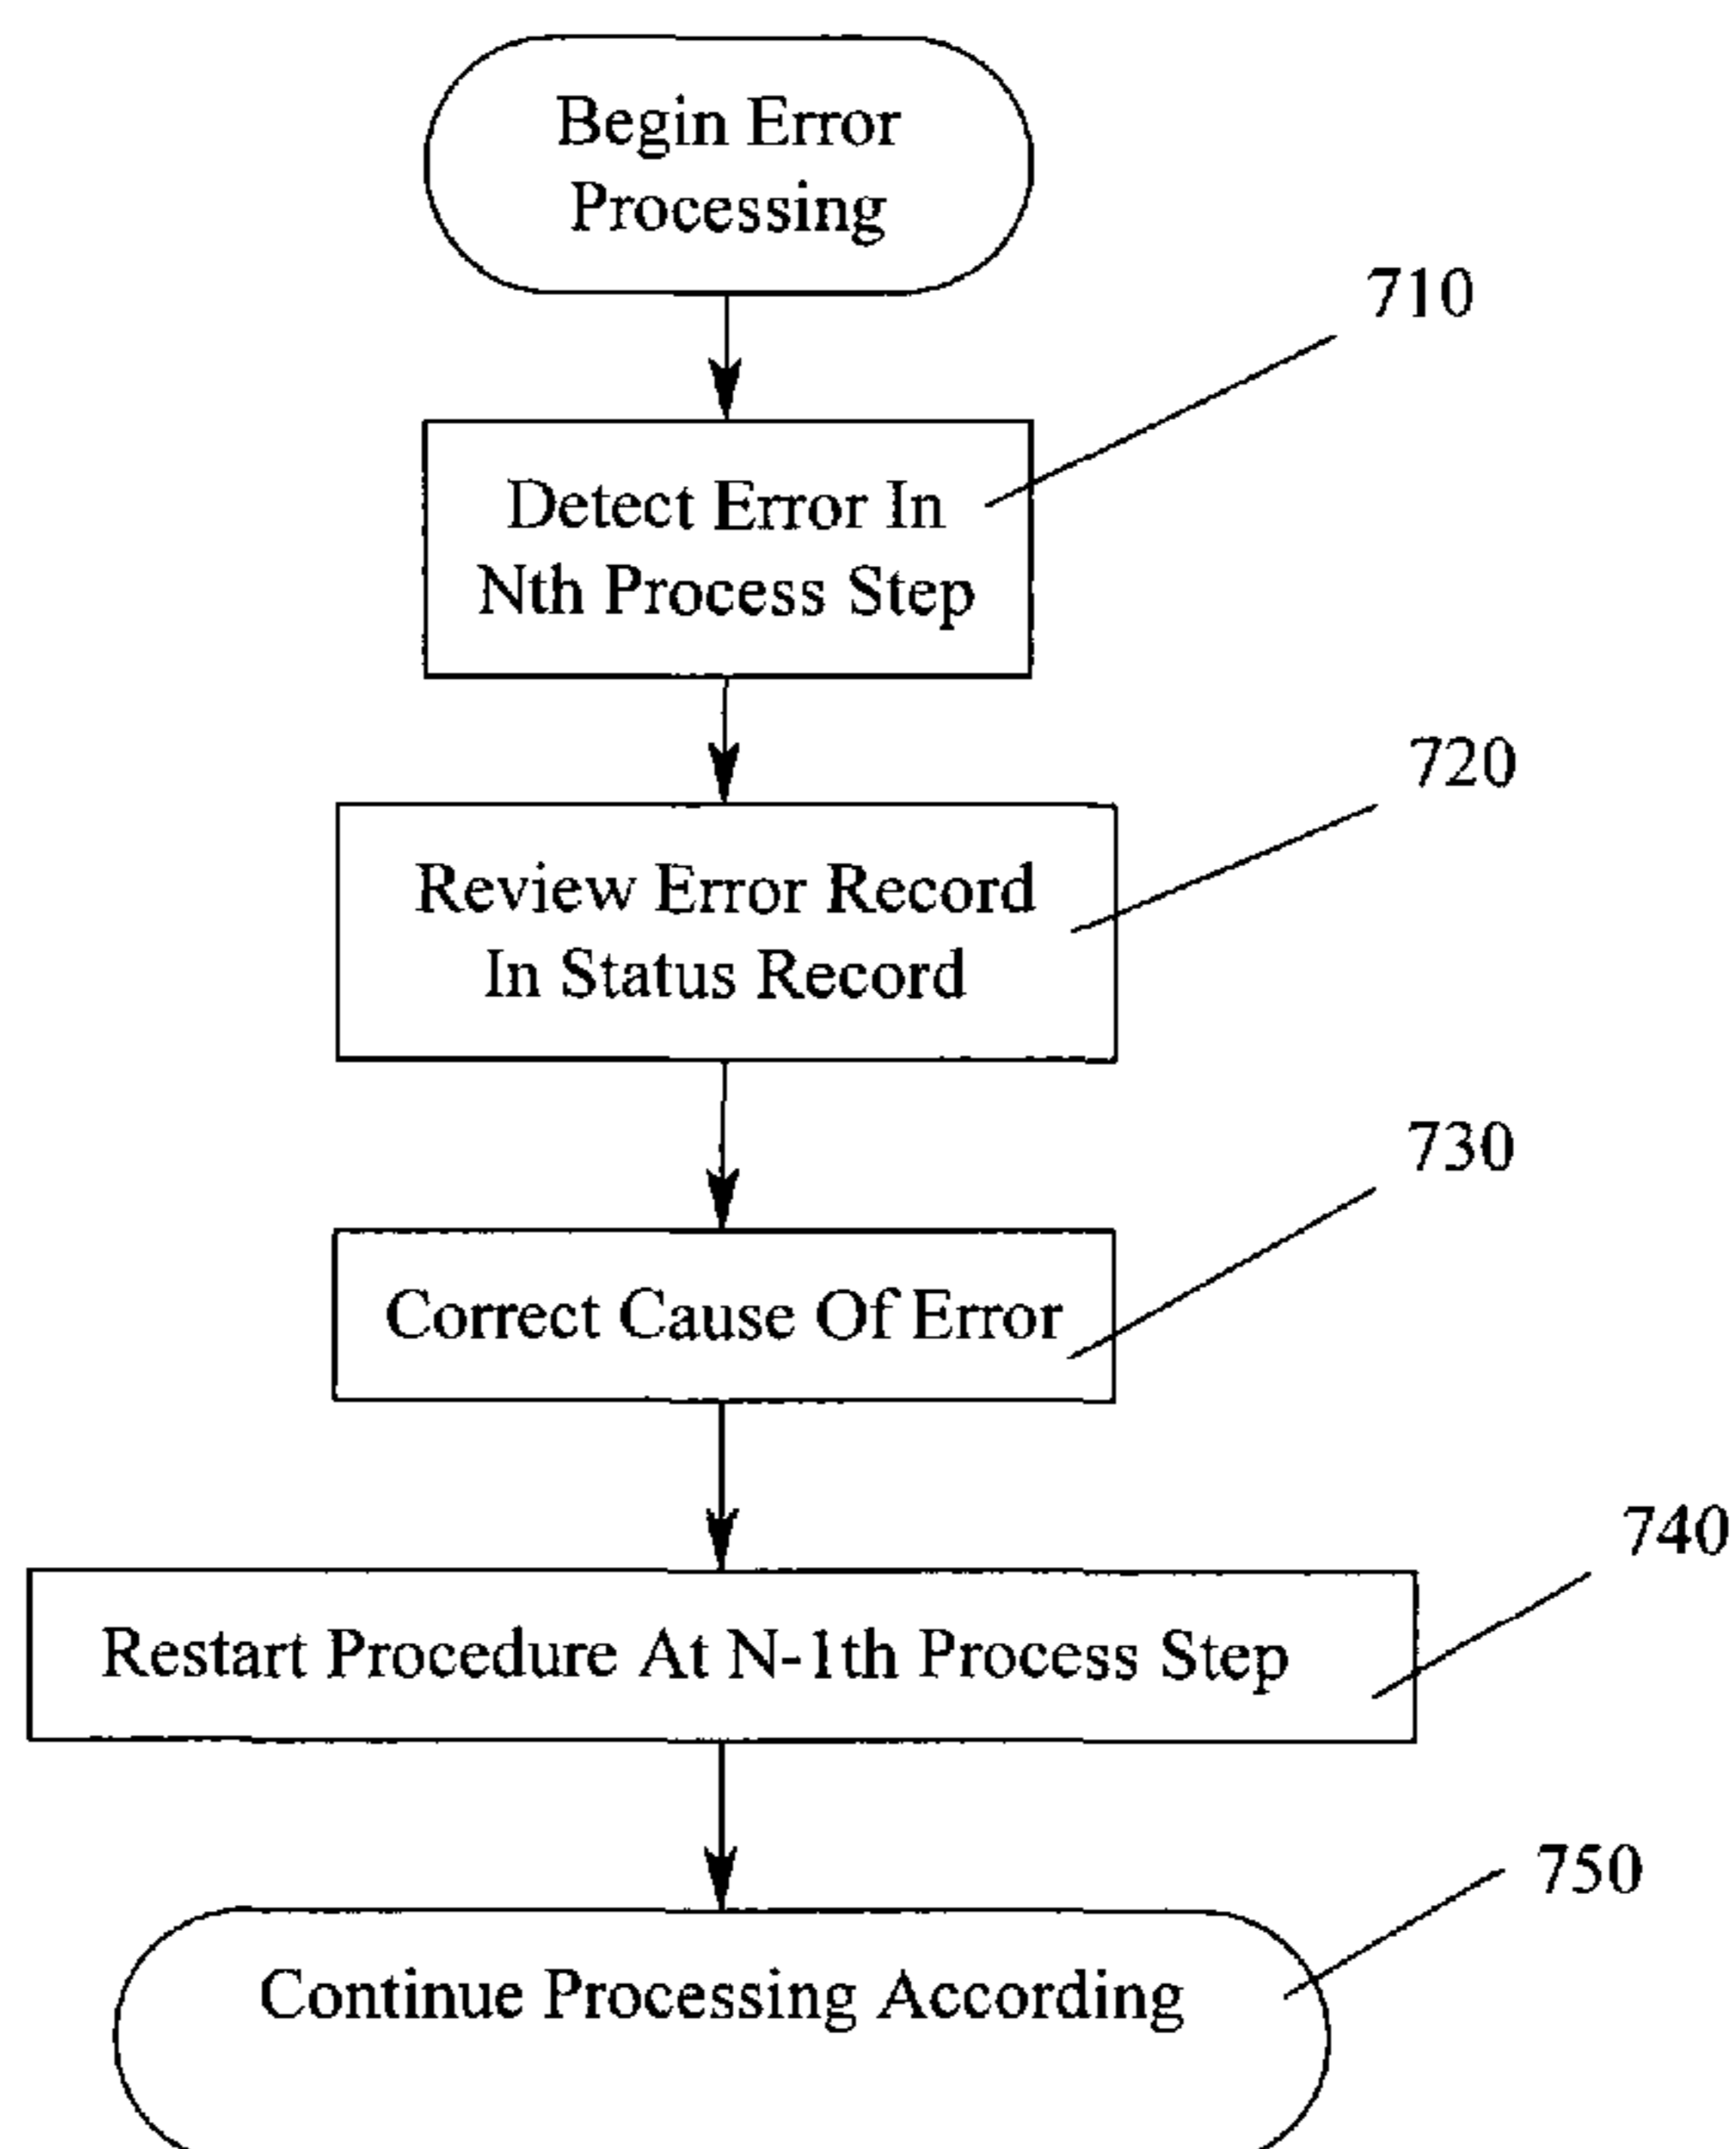 Begin Error
Processing
710
Detect Error In
Nth Process Step
720
Review Error Record
In Status Record
730
Correct Cause Of Error
740
Restart Procedure At N-1th Process Step
750
Continue Processing According